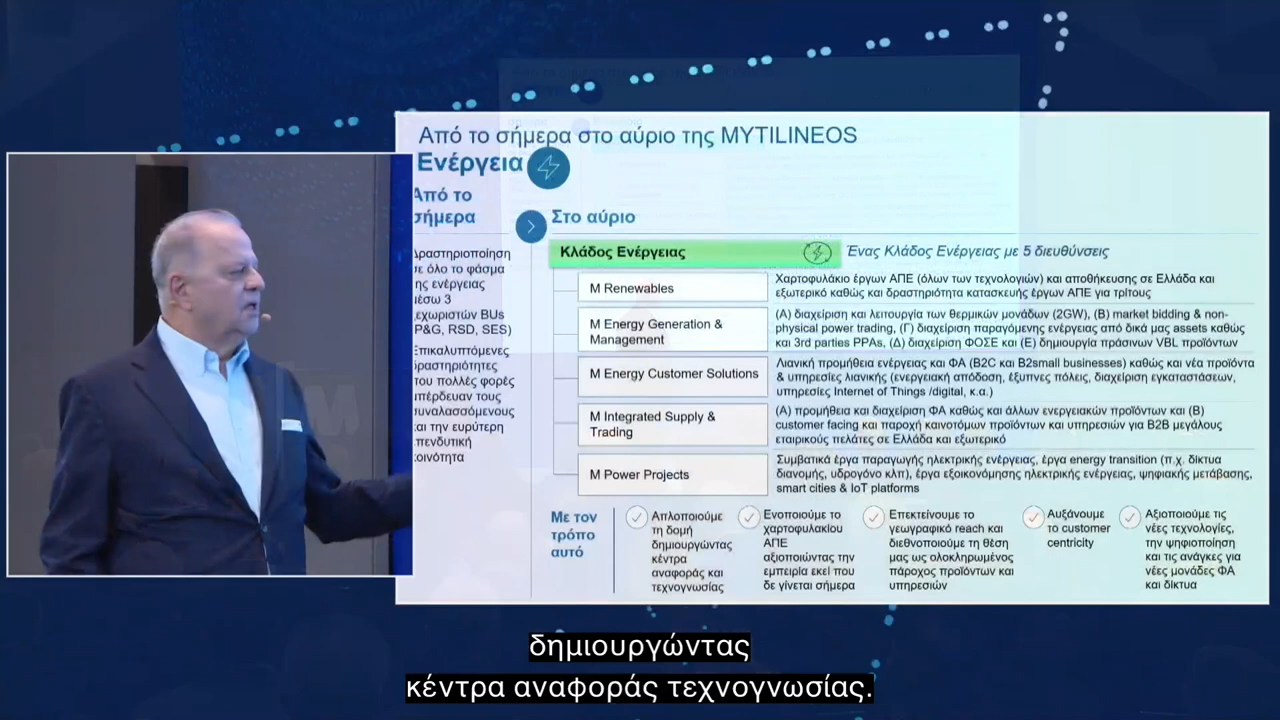 Από το σήμερα στο αύριο της MYTILINEOS
Ενέργεια
Από το
σήμερα
Δραστηριοποίηση
σε όλο το φάσμα
της ενέργειας
μέσω 3
ξεχωριστών BUs
(P&G, RSD, SES)
Επικαλυπτόμενες
δραστηριότητες
που πολλές φορές
μπέρδευαν τους
συναλασσόμενους
και την ευρύτερη
επενδυτική
κοινότητα
Στο αύριο
Κλάδος Ενέργειας
Ένας Κλάδος Ενέργειας με 5 διευθύνσεις
M Renewables
Χαρτοφυλάκιο έργων ΑΠΕ (όλων των τεχνολογιών) και αποθήκευσης σε Ελλάδα και
εξωτερικό καθώς και δραστηριότητα κατασκευής έργων ΑΠΕ για τρίτους
M Energy Generation &
Management
(Α) διαχείριση και λειτουργία των θερμικών μονάδων (2GW), (Β) market bidding & non-
physical power trading, (Γ) διαχείριση παραγόμενης ενέργειας από δικά μας assets καθώς
και 3rd parties PPAs, (Δ) διαχείριση ΦΟΣΕ και (Ε) δημιουργία πράσινων VBL προϊόντων
M Energy Customer Solutions
Λιανική προμήθεια ενέργειας και ΦΑ (B2C και B2small businesses) καθώς και νέα προϊόντα
& υπηρεσίες λιανικής (ενεργειακή απόδοση, έξυπνες πόλεις, διαχείριση εγκαταστάσεων,
υπηρεσίες Internet of Things /digital, κ.α.)
M Integrated Supply &
Trading
(Α) προμήθεια και διαχείριση ΦΑ καθώς και άλλων ενεργειακών προϊόντων και (Β)
customer facing και παροχή καινοτόμων προϊόντων και υπηρεσιών για B2B μεγάλους
εταιρικούς πελάτες σε Ελλάδα και εξωτερικό
M Power Projects
Συμβατικά έργα παραγωγής ηλεκτρικής ενέργειας, έργα energy transition (π.χ. δίκτυα
διανομής, υδρογόνο κλπ), έργα εξοικονόμησης ηλεκτρικής ενέργειας, ψηφιακής μετάβασης,
smart cities & IoT platforms
Με τον
τρόπο
αυτό
Απλοποιούμε
τη δομή
δημιουργώντας
κέντρα
αναφοράς και
τεχνογνωσίας
Ενοποιούμε το
χαρτοφυλακίο
ΑΠΕ
αξιοποιώντας την
εμπειρία εκεί που
δε γίνεται σήμερα
Επεκτείνουμε το
γεωγραφικό reach και
διεθνοποιούμε τη θέση
μας ως ολοκληρωμένος
πάροχος προϊόντων και
υπηρεσιών
Αυξάνουμε
το customer
centricity
Αξιοποιούμε τις
νέες τεχνολογίες,
την ψηφιοποίηση
και τις ανάγκες για
νέες μονάδες ΦΑ
και δίκτυα
δημιουργώντας
κέντρα αναφοράς τεχνογνωσίας.